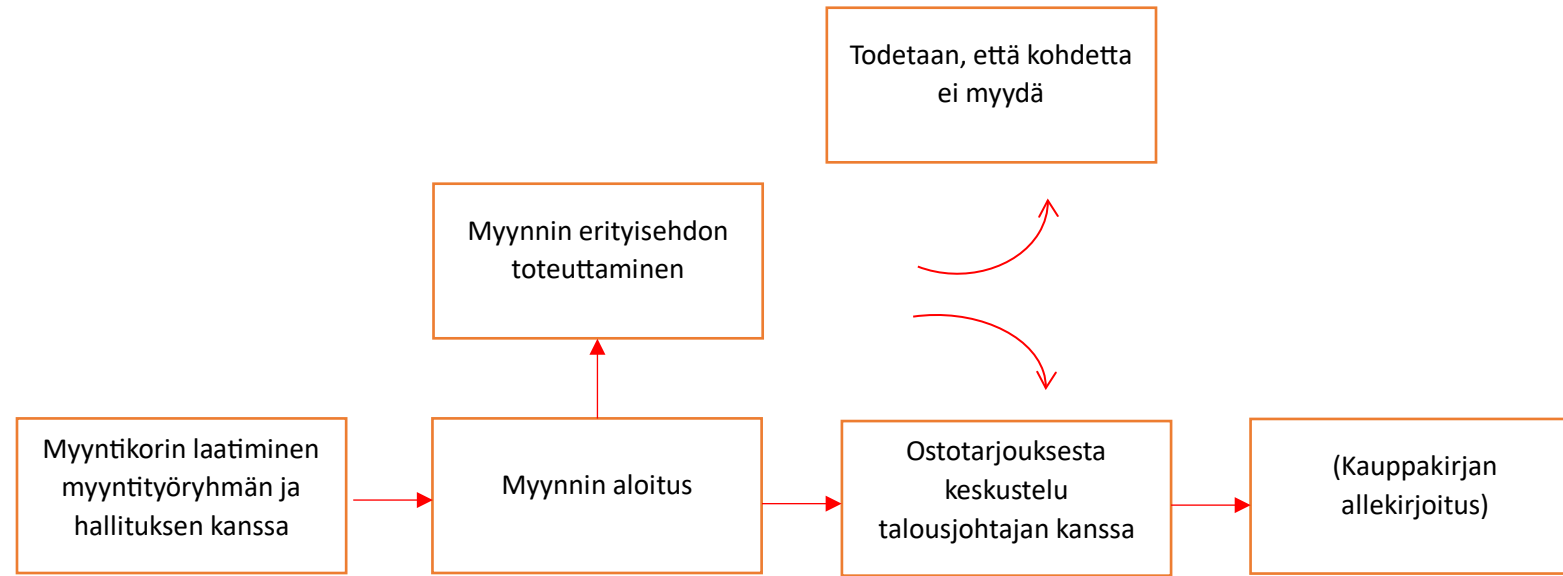 Todetaan, että kohdetta
ei myydä
Myynnin erityisehdon
toteuttaminen
Myyntikorin laatiminen
myyntityöryhmän ja
hallituksen kanssa
Myynnin aloitus
Ostotarjouksesta
keskustelu
talousjohtajan kanssa
(Kauppakirjan
allekirjoitus)